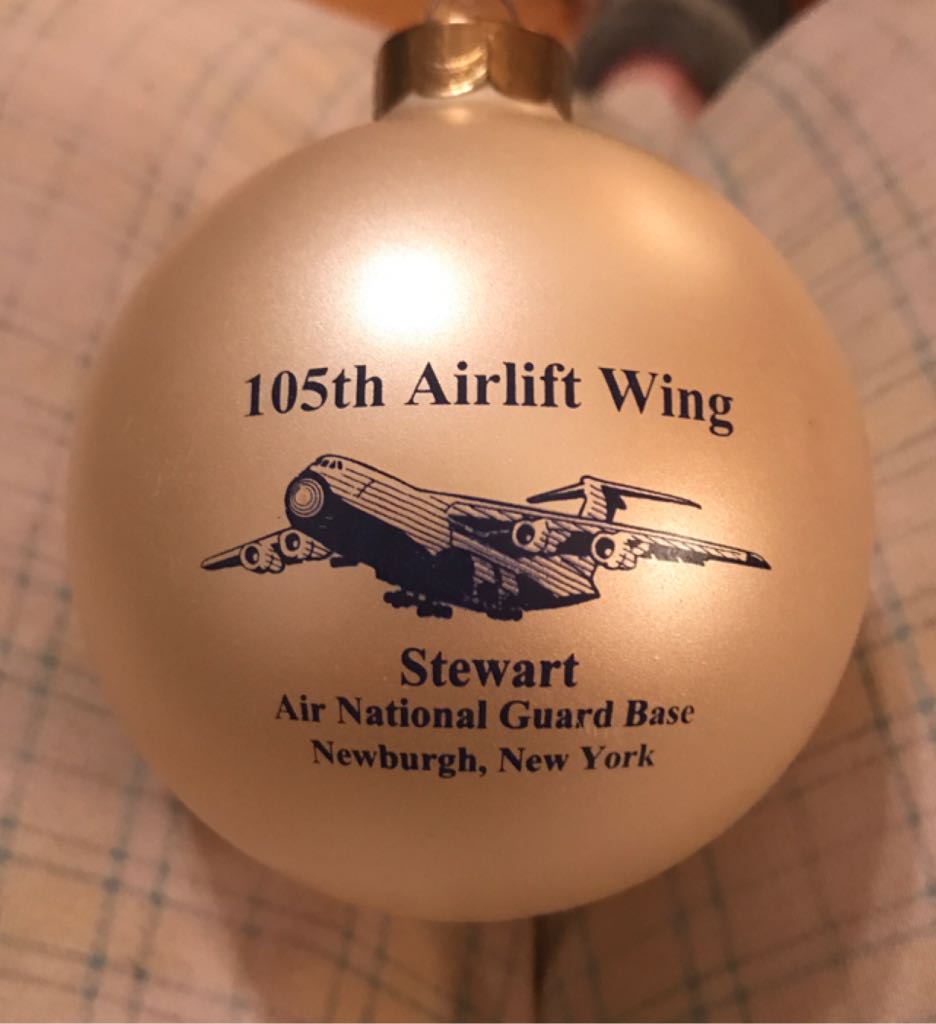 105th Airlift Wing
Stewart
Air National Guard Base
Newburgh, New York